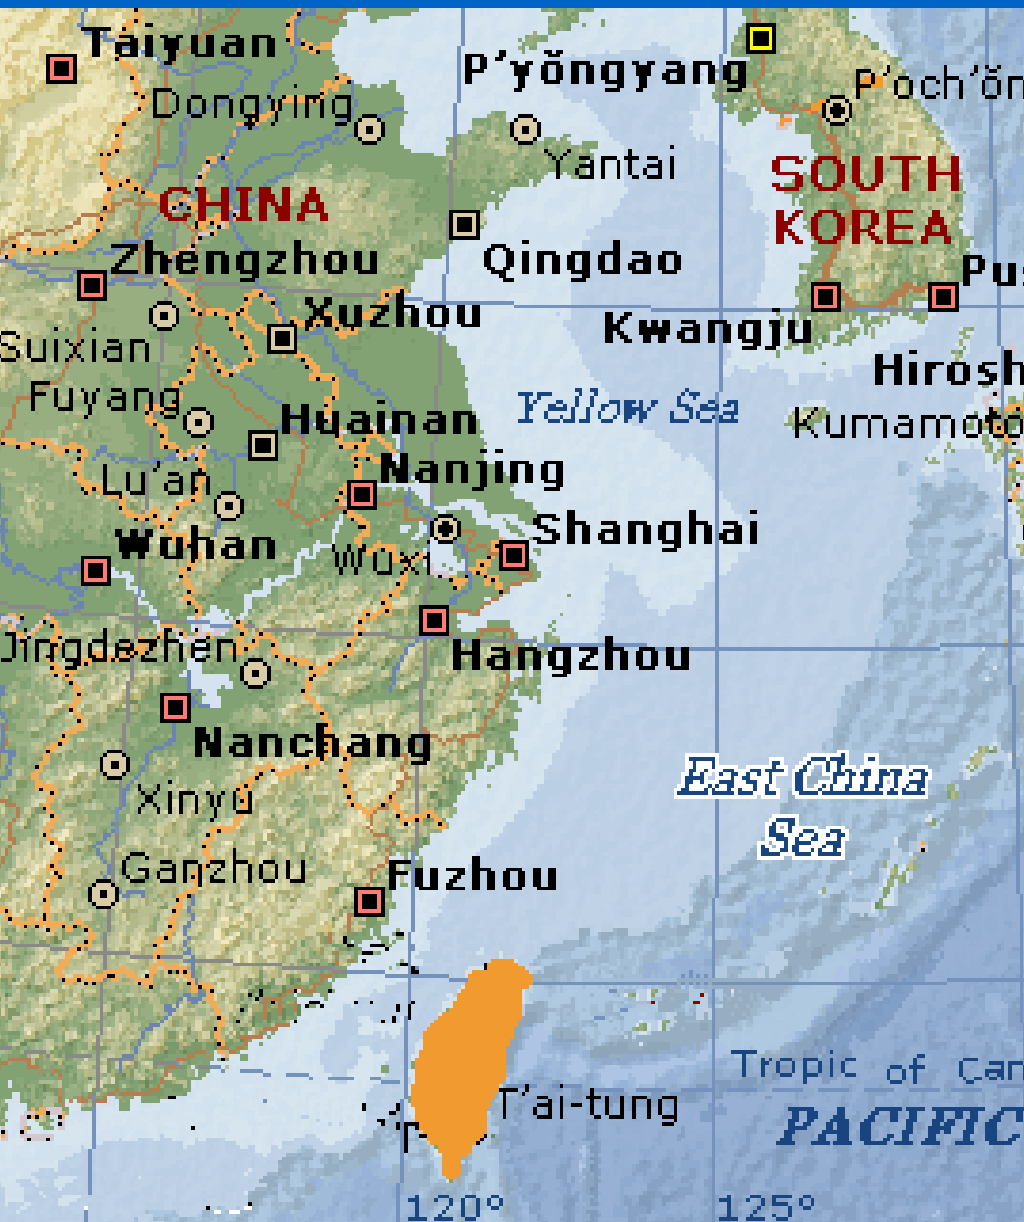 Taiyuan
P'yŏngyang
P'och'ŏn
Dongying
Yantai
SOUTH
KOREA
CHINA
Zhengzhou
Qingdao
Pus
Xuzhou
Kwangju
Suixian
Hirosh
Fuyang
Yellow Sea
Kumamoto
Huainan
Lu'an
Nanjing
Shanghai
Wuhan
Wuxi
Jingdezhen
Hangzhou
Nanchang
East China
Sea
Xinyu
Ganzhou
Fuzhou
Tropic of Can
T'ai-tung
PACIFIC
120°
125°